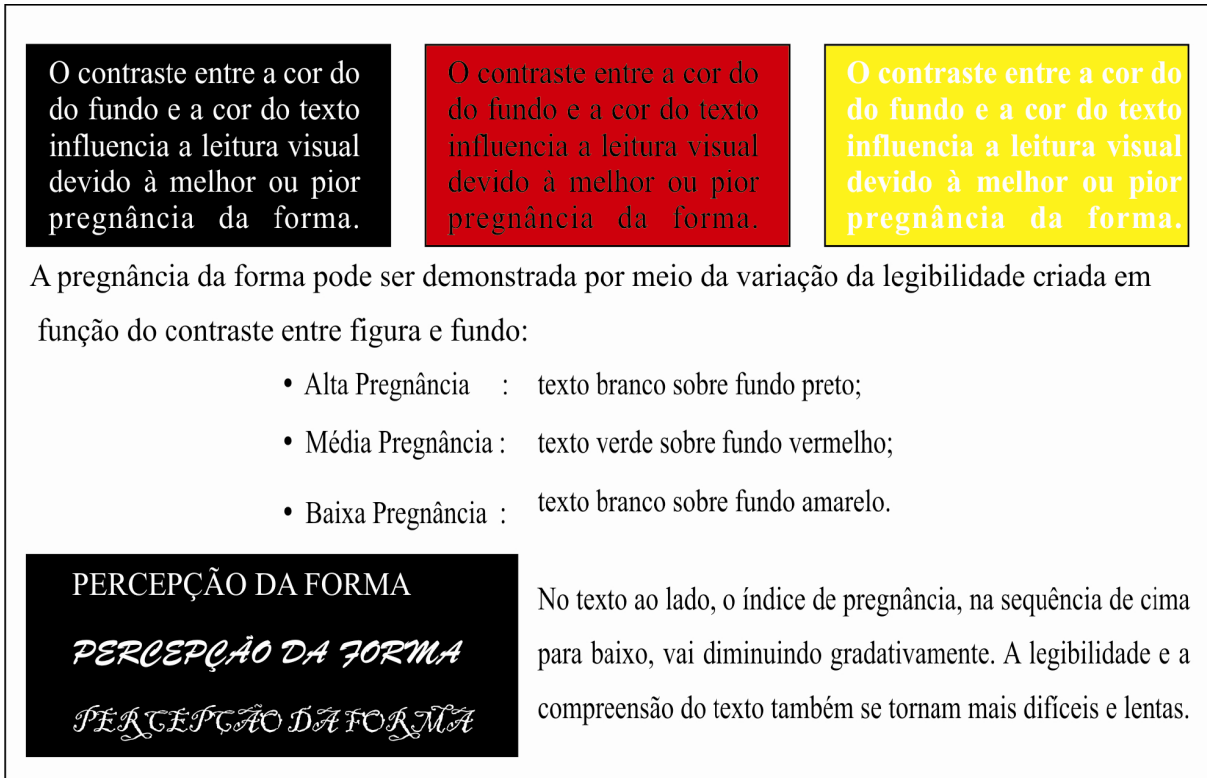 O contraste entre a cor do
do fundo e a cor do texto
influencia a leitura visual
devido à melhor ou pior
pregnância da forma.
O contraste entre a cor do
do fundo e a cor do texto
influencia a leitura visual
devido à melhor ou pior
pregnância da forma.
O contraste entre a cor do
do fundo e a cor do texto
influencia a leitura visual
devido à melhor ou pior
pregnância da forma.
A pregnância da forma pode ser demonstrada por meio da variação da legibilidade criada em
função do contraste entre figura e fundo:
• Alta Pregnância : texto branco sobre fundo preto;
• Média Pregnância : texto verde sobre fundo vermelho;
• Baixa Pregnância : texto branco sobre fundo amarelo.
PERCEPÇÃO DA FORMA
PERCEPÇÃO DA FORMA
PERCEPÇÃO DA FORMA
No texto ao lado, o índice de pregnância, na sequência de cima
para baixo, vai diminuindo gradativamente. A legibilidade e a
compreensão do texto também se tornam mais difíceis e lentas.